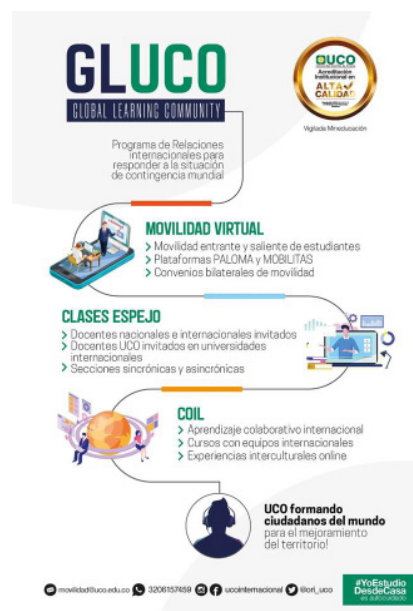 GLUCO
GLOBAL LEARNING COMMUNITY
UCO
Acreditación
Institucional en
ALTA
CALIDAD
Vigilada Mineducación
Programa de Relaciones
internacionales para
responder a la situación
de contingencia mundial
MOVILIDAD VIRTUAL
Movilidad entrante y saliente de estudiantes
Plataformas PALOMA y MOBILITAS
Convenios bilaterales de movilidad
CLASES ESPEJO
Docentes nacionales e internacionales invitados
Docentes UCO invitados en universidades
internacionales
Secciones sincrónicas y asincrónicas
COIL
Aprendizaje colaborativo internacional
Cursos con equipos internacionales
Experiencias interculturales online
UCO formando
ciudadanos del mundo
para el mejoramiento
del territorio!
movilidad@uco.edu.co 3206157459 ucointernacional @ori_uco
#YoEstudio
DesdeCasa
es autocuidado